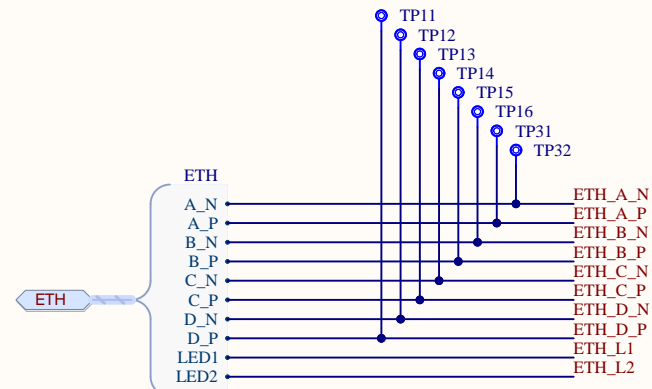 TP11
TP12
TP13
TP14
TP15
TP16
TP31
TP32
ETH
A_N ETH_A_N
A_P ETH_A_P
B_N ETH_B_N
B_P ETH_B_P
C_N ETH_C_N
ETH C_P ETH_C_P
D_N ETH_D_N
D_P ETH_D_P
LED1 ETH_L1
LED2 ETH_L2